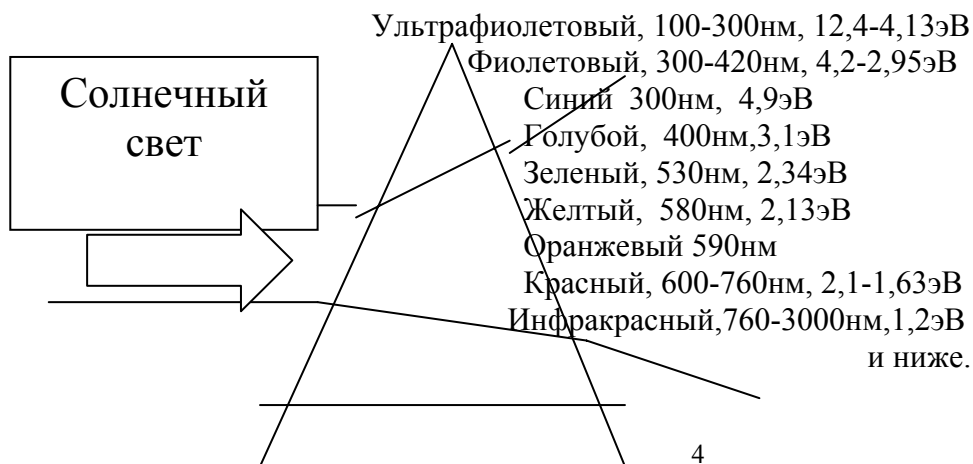 Ультрафиолетовый, 100-300нм, 12,4-4,13эВ
Фиолетовый, 300-420нм, 4,2-2,95эВ
Солнечный
свет
Синий 300нм, 4,9эВ
Голубой, 400нм,3,1эВ
Зеленый, 530нм, 2,34эВ
Желтый, 580нм, 2,13эВ
Оранжевый 590нм
Красный, 600-760нм, 2,1-1,63эВ
Инфракрасный,760-3000нм,1,2эВ
и ниже.
4